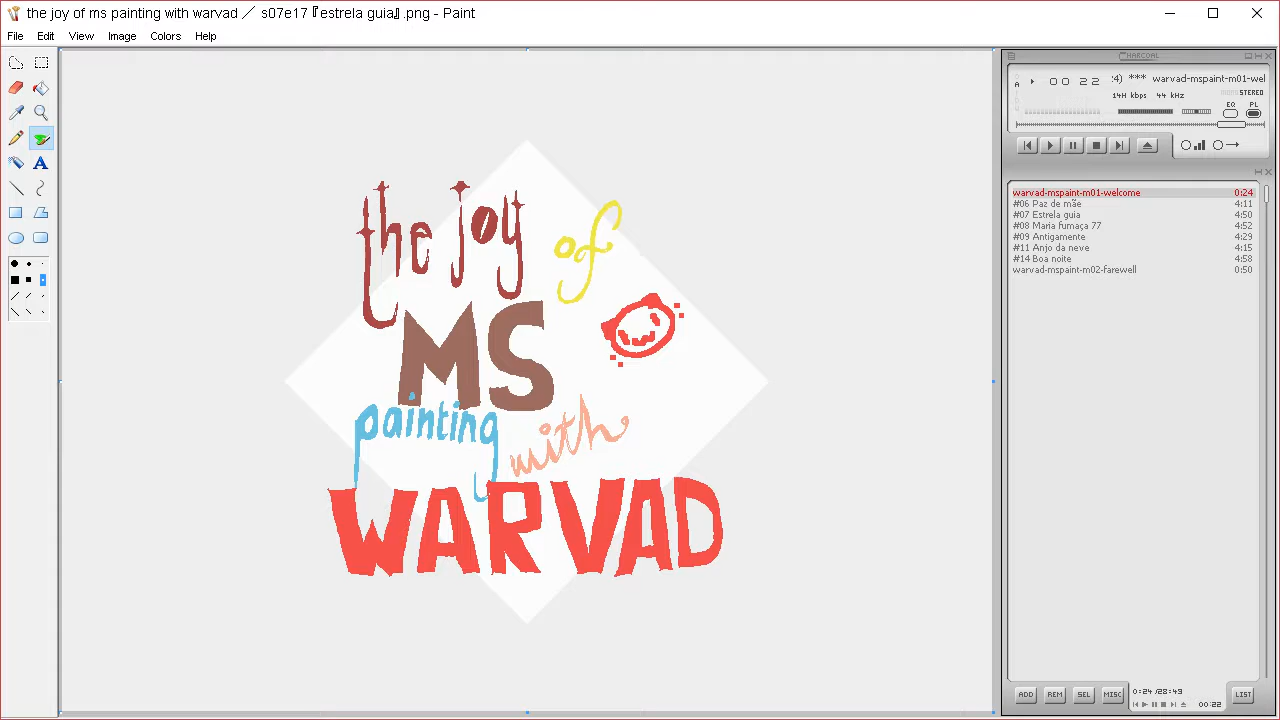 the joy of ms painting with warvad ／ s07e17『estrela guia』.png - Paint
File Edit View Image Colors Help
the joy of
MS
painting with
WARVAD
CHARCOAL
00 22
:4) *** warvad-mspaint-m01-wel
44 kHz
STEREO
EQ PL
warvad-mspaint-m01-welcome 0:24
#06 Paz de mãe 4:11
#07 Estrela guia 4:50
#08 Maria fumaça 77 4:52
#09 Antigamente 4:29
#11 Anjo da neve 4:15
#14 Boa noite 4:58
warvad-mspaint-m02-farewell 0:50
ADD REM SEL MISC 0:24/28:49 00:22 LIST